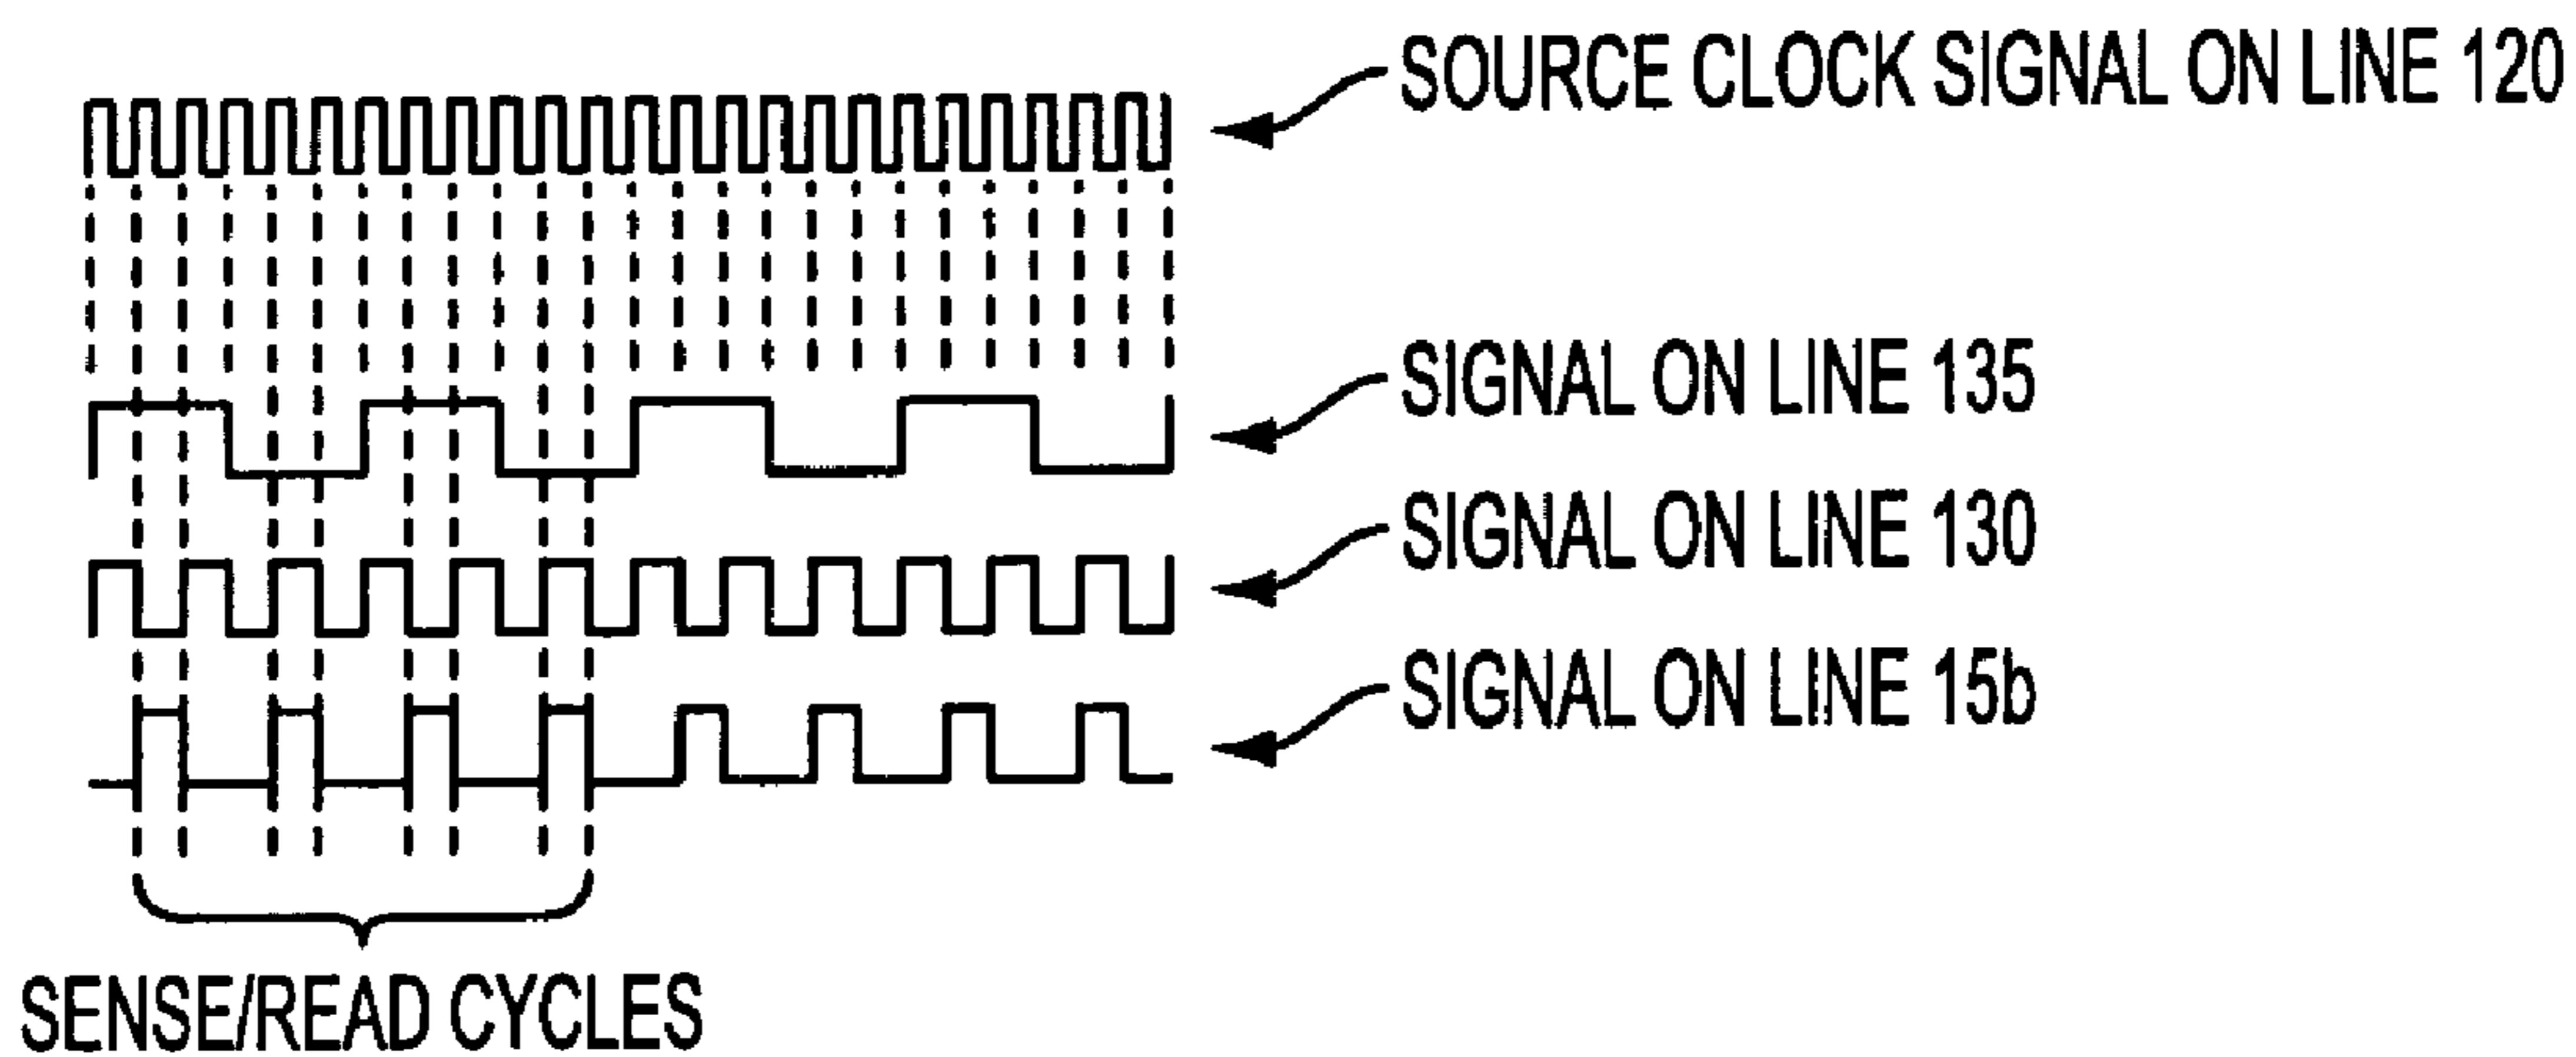 SOURCE CLOCK SIGNAL ON LINE 120
SIGNAL ON LINE 135
SIGNAL ON LINE 130
SIGNAL ON LINE 15b
SENSE/READ CYCLES